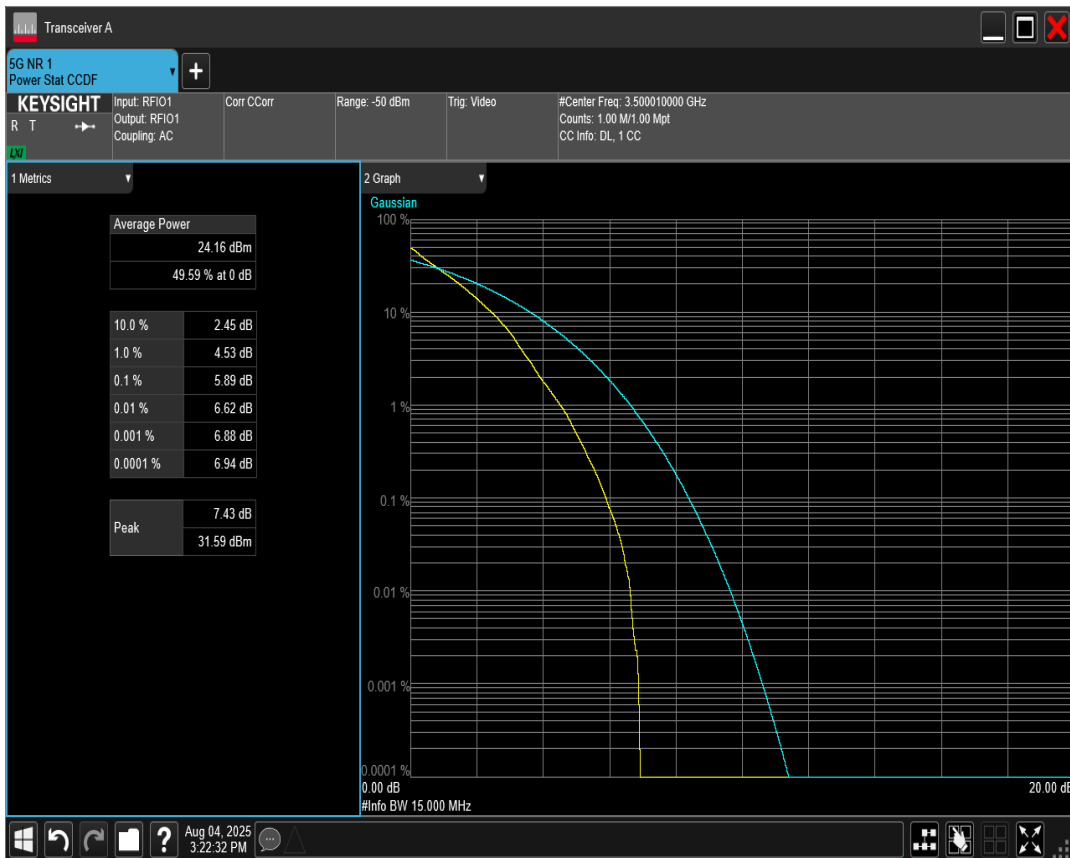 Transceiver A
5G NR 1
Power Stat CCDF
+
KEYSIGHT
R T
LXI
Input: RFIO1
Output: RFIO1
Coupling: AC
Corr CCorr
Range: -50 dBm
Trig: Video
#Center Freq: 3.500010000 GHz
Counts: 1.00 M/1.00 Mpt
CC Info: DL, 1 CC
1 Metrics
Average Power
24.16 dBm
49.59 % at 0 dB
10.0 % 2.45 dB
1.0 % 4.53 dB
0.1 % 5.89 dB
0.01 % 6.62 dB
0.001 % 6.88 dB
0.0001 % 6.94 dB
Peak
7.43 dB
31.59 dBm
2 Graph
Gaussian
100 %
10 %
1 %
0.1 %
0.01 %
0.001 %
0.0001 %
0.00 dB 20.00 dB
#Info BW 15.000 MHz
?
Aug 04, 2025
3:22:32 PM